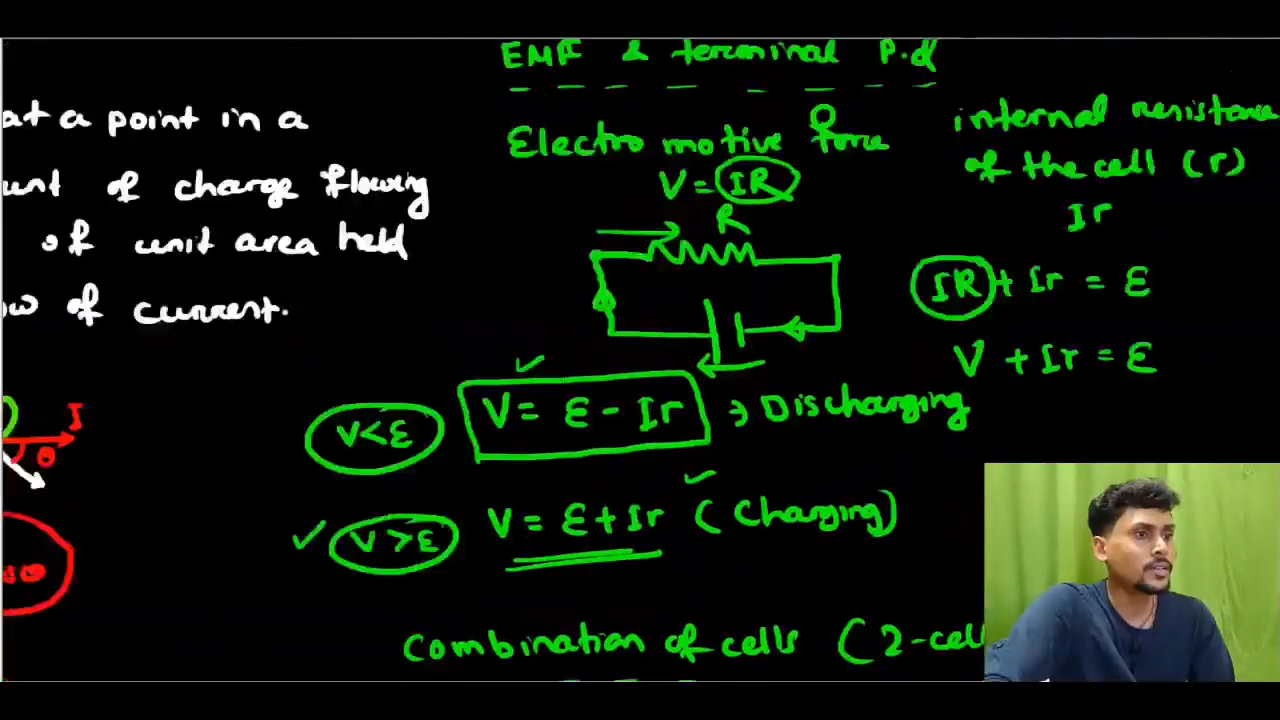 EMF & terminal P.d
at a point in a
unt of charge flowing
of unit area held
ow of current.
Electro motive force
V = IR
R
internal resistance
of the cell (r)
Ir
IR + Ir = ε
V + Ir = ε
V < ε
V = ε - Ir
⇒ Discharging
V > ε
V = ε + Ir (Charging)
I
θ
sθ
Combination of cells (2-cell